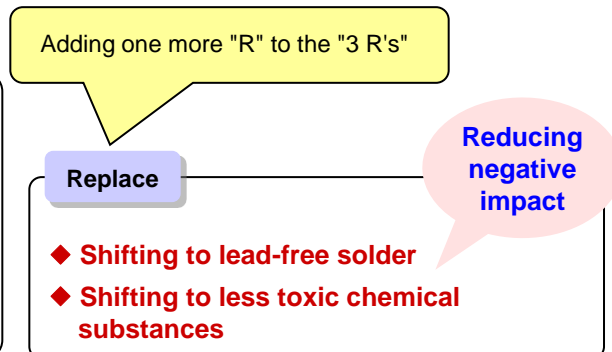 Adding one more "R" to the "3 R's"
Replace
Reducing
negative
impact
◆ Shifting to lead-free solder
◆ Shifting to less toxic chemical
substances